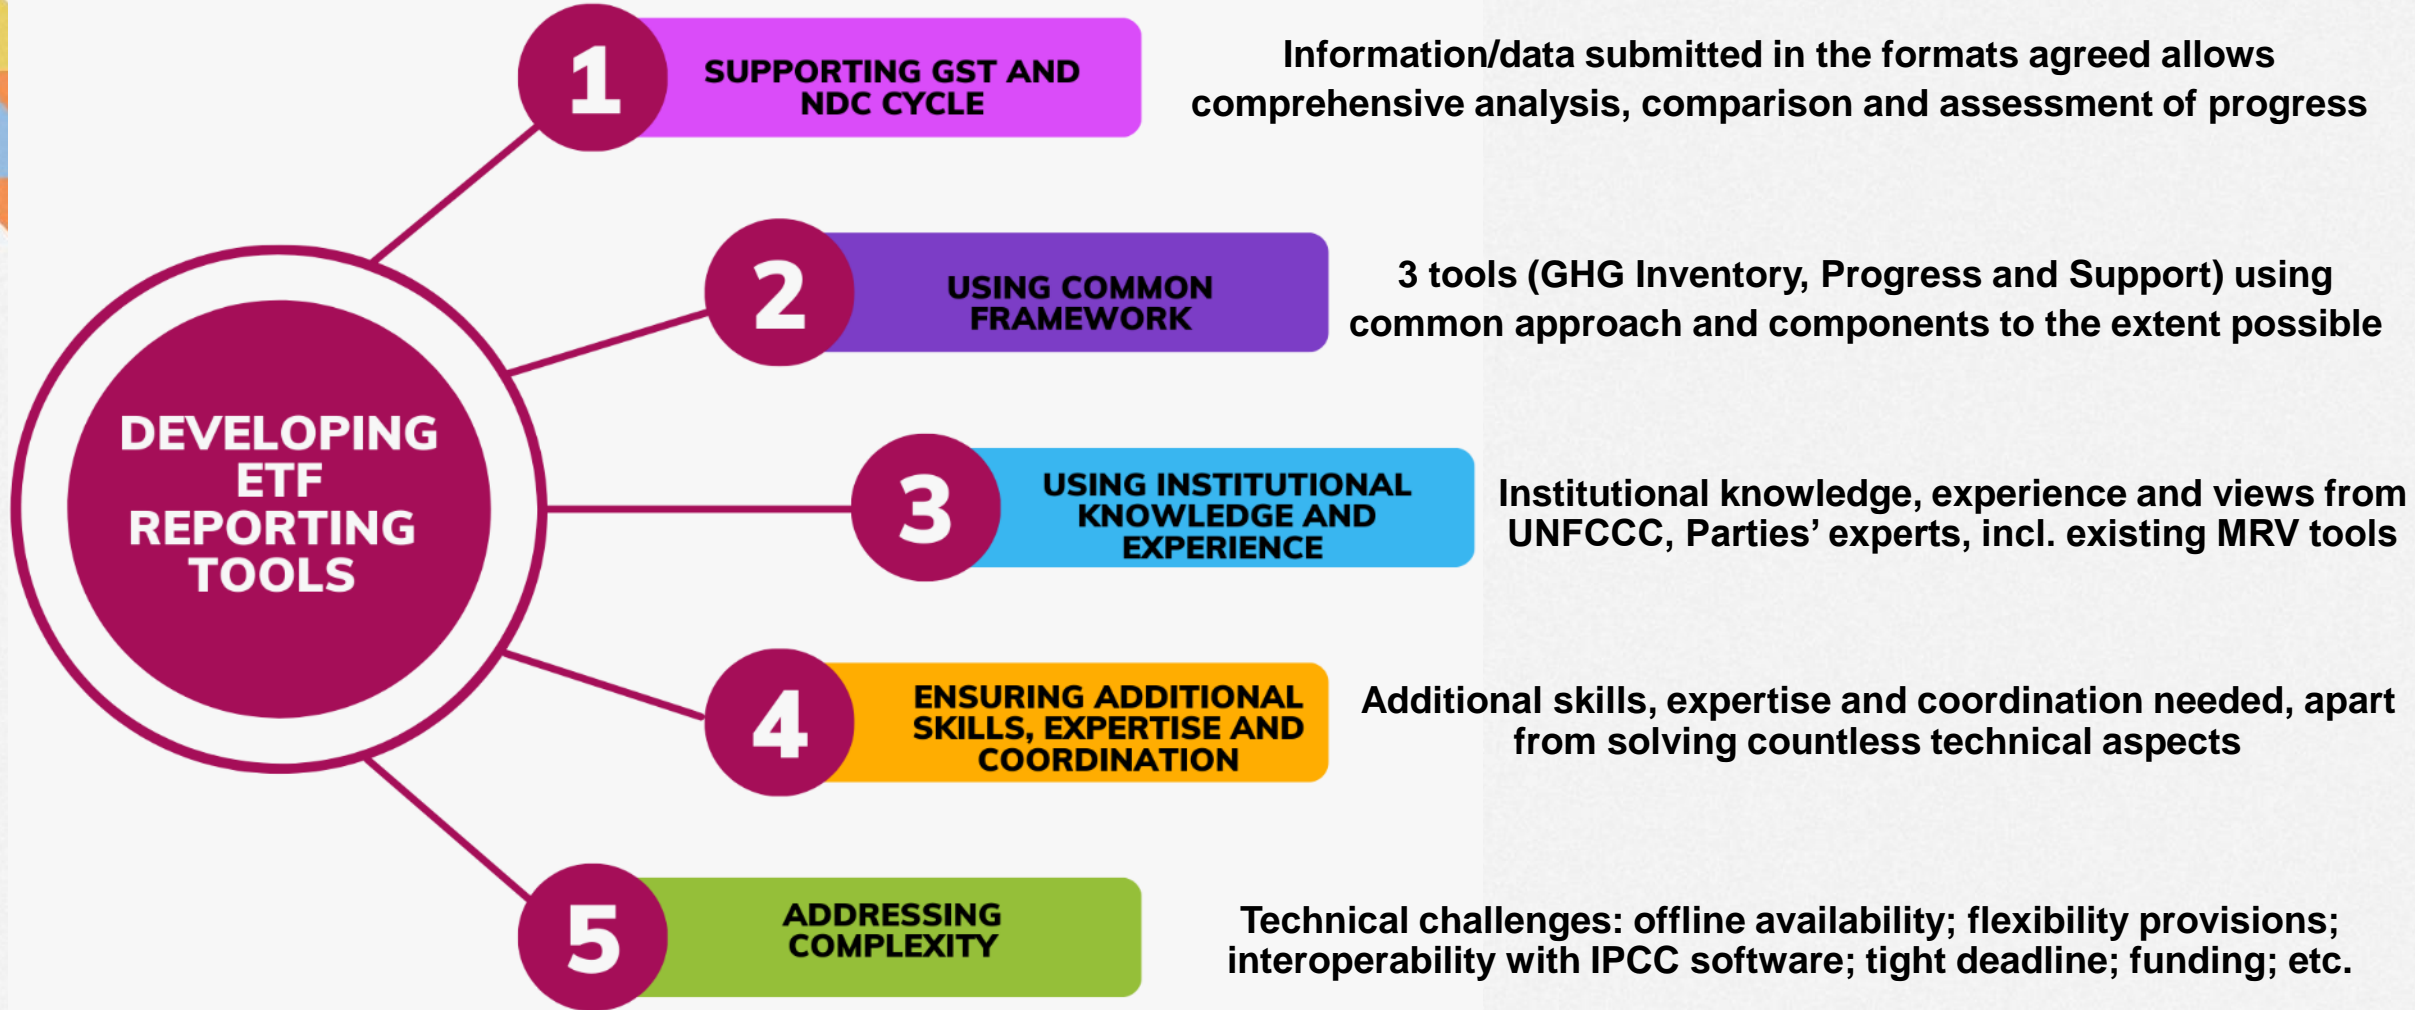 DEVELOPING
ETF
REPORTING
TOOLS
1
SUPPORTING GST AND
NDC CYCLE
Information/data submitted in the formats agreed allows
comprehensive analysis, comparison and assessment of progress
2
USING COMMON
FRAMEWORK
3 tools (GHG Inventory, Progress and Support) using
common approach and components to the extent possible
3
USING INSTITUTIONAL
KNOWLEDGE AND
EXPERIENCE
Institutional knowledge, experience and views from
UNFCCC, Parties’ experts, incl. existing MRV tools
4
ENSURING ADDITIONAL
SKILLS, EXPERTISE AND
COORDINATION
Additional skills, expertise and coordination needed, apart
from solving countless technical aspects
5
ADDRESSING
COMPLEXITY
Technical challenges: offline availability; flexibility provisions;
interoperability with IPCC software; tight deadline; funding; etc.